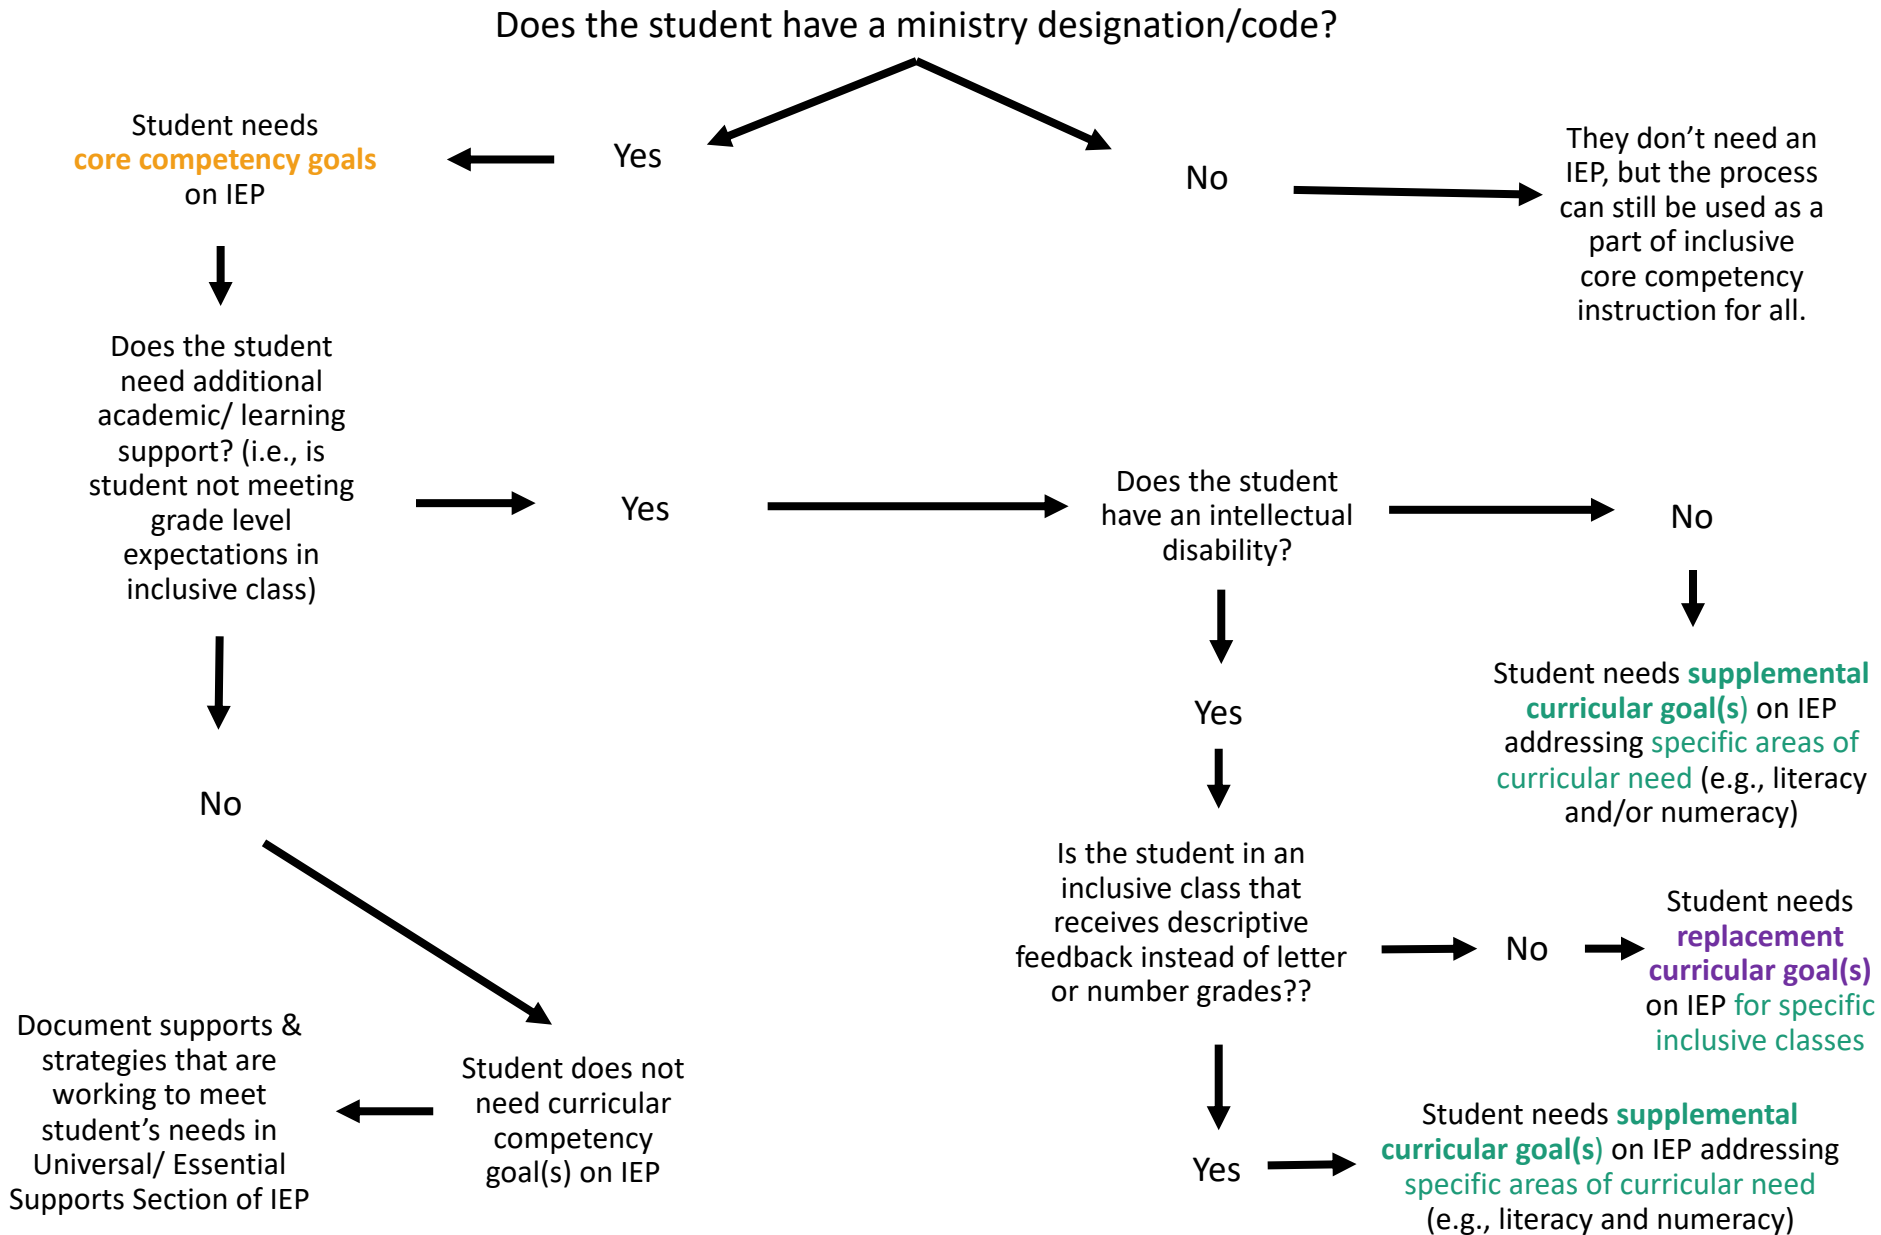 Does the student have a ministry designation/code?
Student needs
core competency goals
on IEP
Yes
No
They don’t need an
IEP, but the process
can still be used as a
part of inclusive
core competency
instruction for all.
Does the student
need additional
academic/ learning
support? (i.e., is
student not meeting
grade level
expectations in
inclusive class)
Yes
Does the student
have an intellectual
disability?
No
Student needs supplemental
curricular goal(s) on IEP
addressing specific areas of
curricular need (e.g., literacy
and/or numeracy)
Yes
No
Is the student in an
inclusive class that
receives descriptive
feedback instead of letter
or number grades??
No
Student needs
replacement
curricular goal(s)
on IEP for specific
inclusive classes
Document supports &
strategies that are
working to meet
student’s needs in
Universal/ Essential
Supports Section of IEP
Student does not
need curricular
competency
goal(s) on IEP
Yes
Student needs supplemental
curricular goal(s) on IEP addressing
specific areas of curricular need
(e.g., literacy and numeracy)